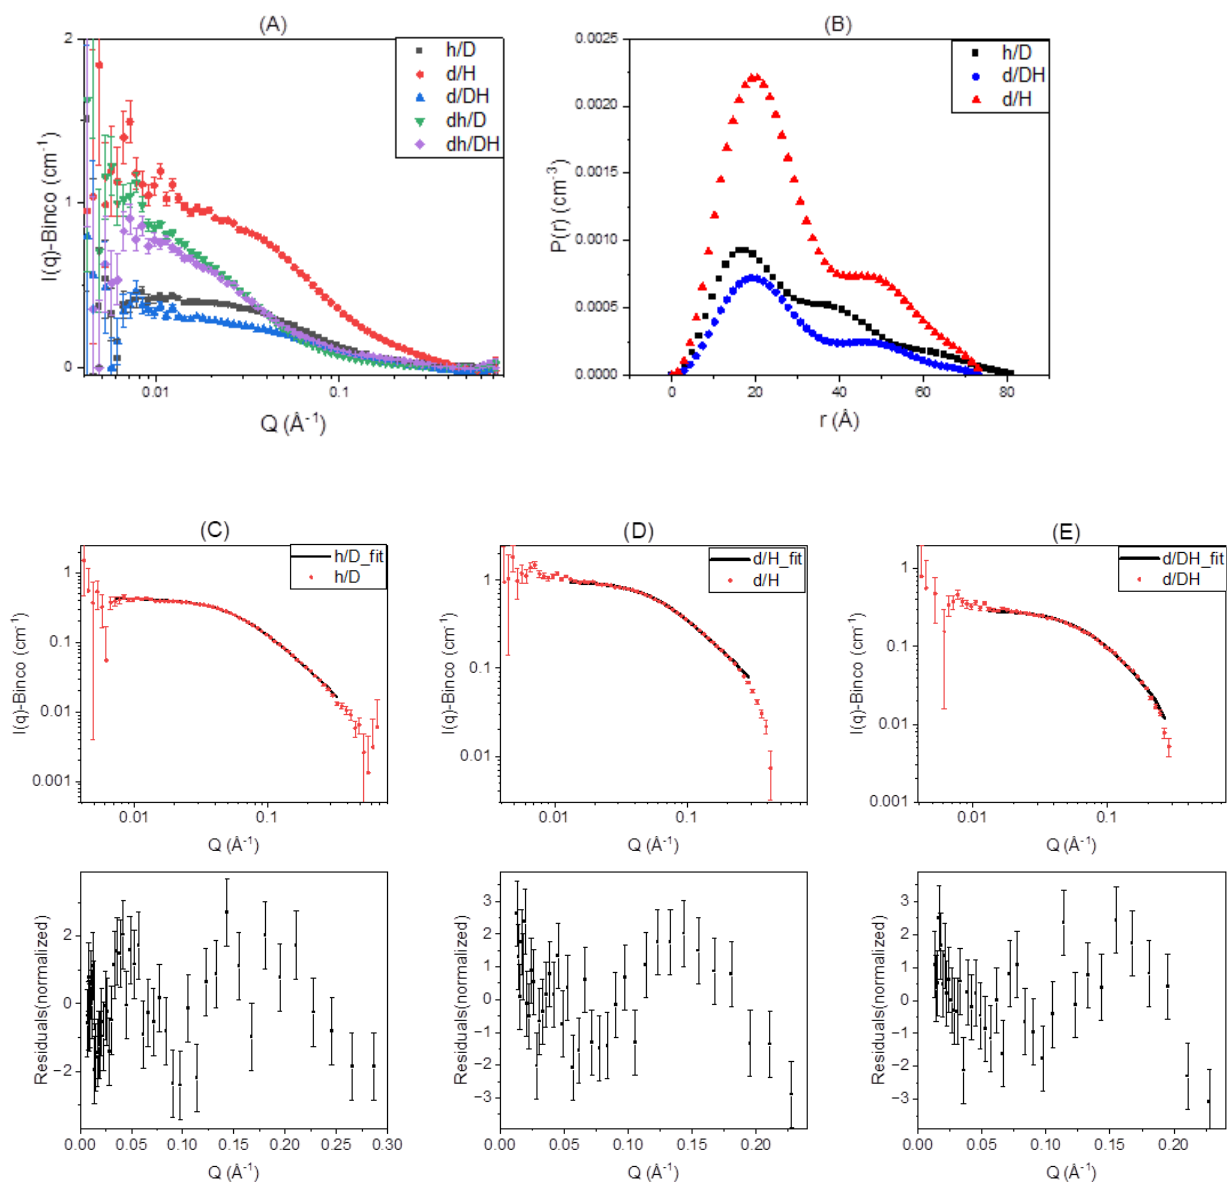 (A)
2
1
0
0.01
0.1
I(q)-Binco (cm⁻¹)
Q (Å⁻¹)
h/D
d/H
d/DH
dh/D
dh/DH
(B)
0.0025
0.0020
0.0015
0.0010
0.0005
0.0000
0
20
40
60
80
P(r) (cm⁻³)
r (Å)
h/D
d/DH
d/H
(C)
h/D_fit
h/D
1
0.1
0.01
0.001
0.01
0.1
I(q)-Binco (cm⁻¹)
Q (Å⁻¹)
(D)
d/H_fit
d/H
1
0.1
0.01
0.01
0.1
I(q)-Binco (cm⁻¹)
Q (Å⁻¹)
(E)
d/DH_fit
d/DH
1
0.1
0.01
0.001
0.01
0.1
I(q)-Binco (cm⁻¹)
Q (Å⁻¹)
2
0
−2
0.00
0.05
0.10
0.15
0.20
0.25
0.30
Residuals(normalized)
Q (Å⁻¹)
3
2
1
0
−1
−2
−3
0.00
0.05
0.10
0.15
0.20
Residuals(normalized)
Q (Å⁻¹)
3
2
1
0
−1
−2
−3
0.00
0.05
0.10
0.15
0.20
Residuals(normalized)
Q (Å⁻¹)